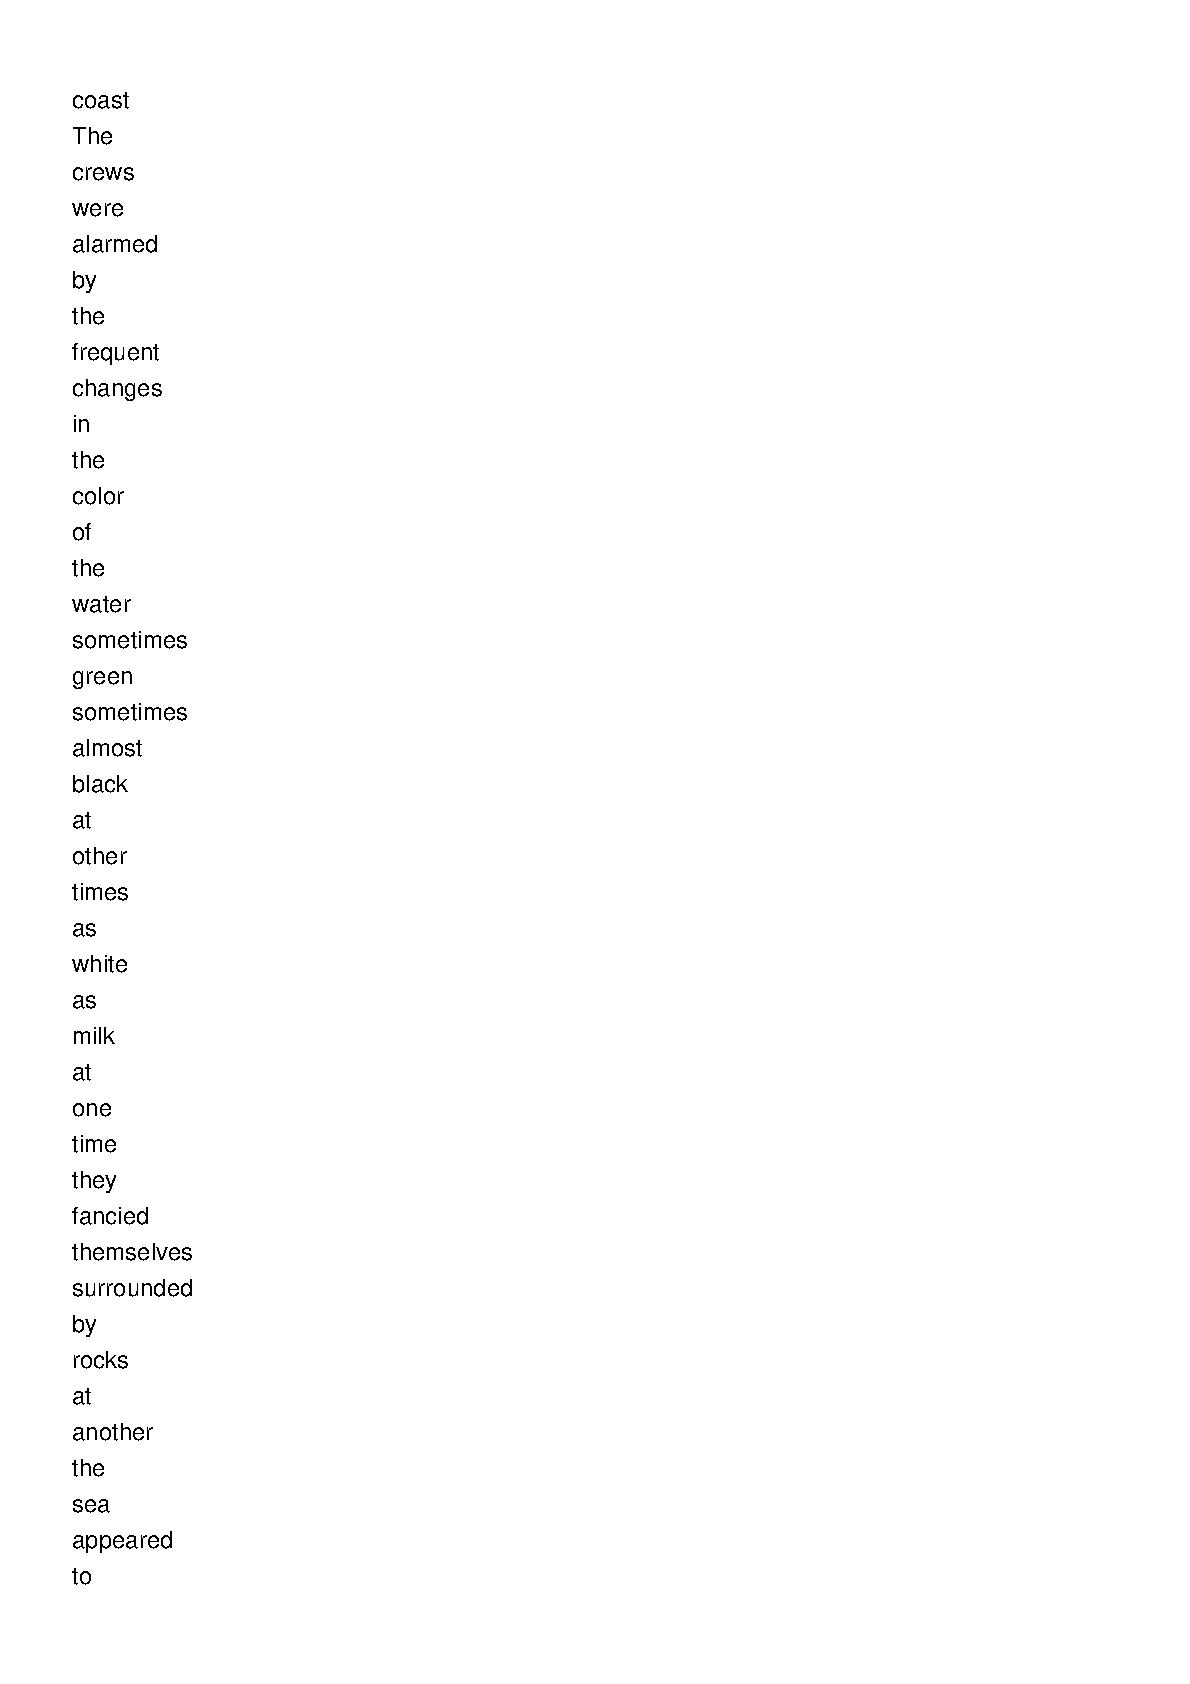 coast
The
crews
were
alarmed
by
the
frequent
changes
in
the
color
of
the
water
sometimes
green
sometimes
almost
black
at
other
times
as
white
as
milk
at
one
time
they
fancied
themselves
surrounded
by
rocks
at
another
the
sea
appeared
to